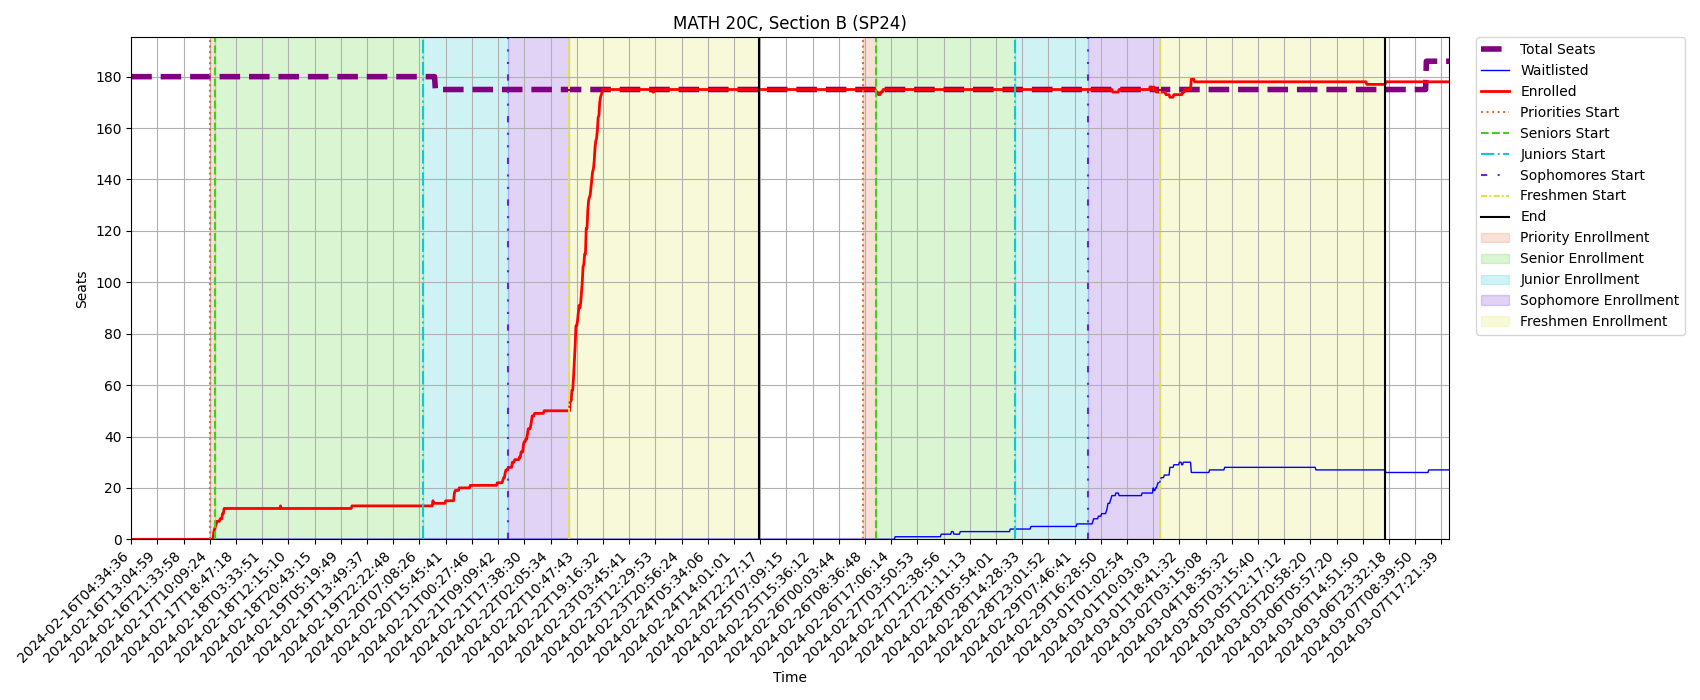 MATH 20C, Section B (SP24)
Seats
180
160
140
120
100
80
60
40
20
0
2024-02-16T04:34:36
2024-02-16T13:04:59
2024-02-16T21:33:58
2024-02-17T10:09:24
2024-02-17T18:47:18
2024-02-18T03:33:51
2024-02-18T12:15:10
2024-02-18T20:43:15
2024-02-19T05:19:49
2024-02-19T13:49:37
2024-02-19T22:22:48
2024-02-20T07:08:26
2024-02-20T15:45:41
2024-02-21T00:27:46
2024-02-21T09:09:42
2024-02-21T17:38:30
2024-02-22T02:05:34
2024-02-22T10:47:43
2024-02-22T19:16:32
2024-02-23T03:45:41
2024-02-23T12:29:53
2024-02-23T20:56:24
2024-02-24T05:34:06
2024-02-24T14:01:01
2024-02-24T22:27:17
2024-02-25T07:09:15
2024-02-25T15:36:12
2024-02-26T00:03:44
2024-02-26T08:36:48
2024-02-26T17:06:14
2024-02-27T03:50:53
2024-02-27T12:38:56
2024-02-27T21:11:13
2024-02-28T05:54:01
2024-02-28T14:28:33
2024-02-28T23:01:52
2024-02-29T07:46:41
2024-02-29T16:28:50
2024-03-01T01:02:54
2024-03-01T10:03:03
2024-03-01T18:41:32
2024-03-02T03:15:08
2024-03-04T18:35:32
2024-03-05T03:15:40
2024-03-05T12:17:12
2024-03-05T20:58:20
2024-03-06T05:57:20
2024-03-06T14:51:50
2024-03-06T23:32:18
2024-03-07T08:39:50
2024-03-07T17:21:39
Time
Total Seats
Waitlisted
Enrolled
Priorities Start
Seniors Start
Juniors Start
Sophomores Start
Freshmen Start
End
Priority Enrollment
Senior Enrollment
Junior Enrollment
Sophomore Enrollment
Freshmen Enrollment